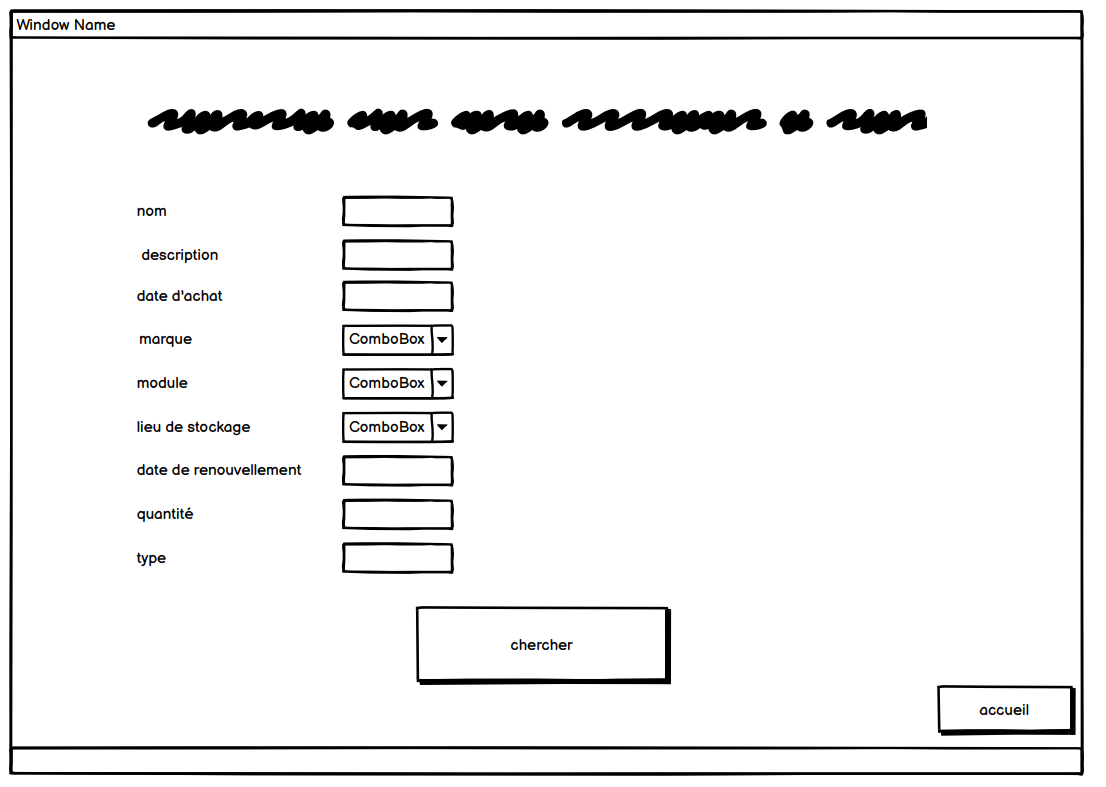 Window Name
nom
description
date d'achat
marque ComboBox
module ComboBox
lieu de stockage ComboBox
date de renouvellement
quantité
type
chercher
accueil